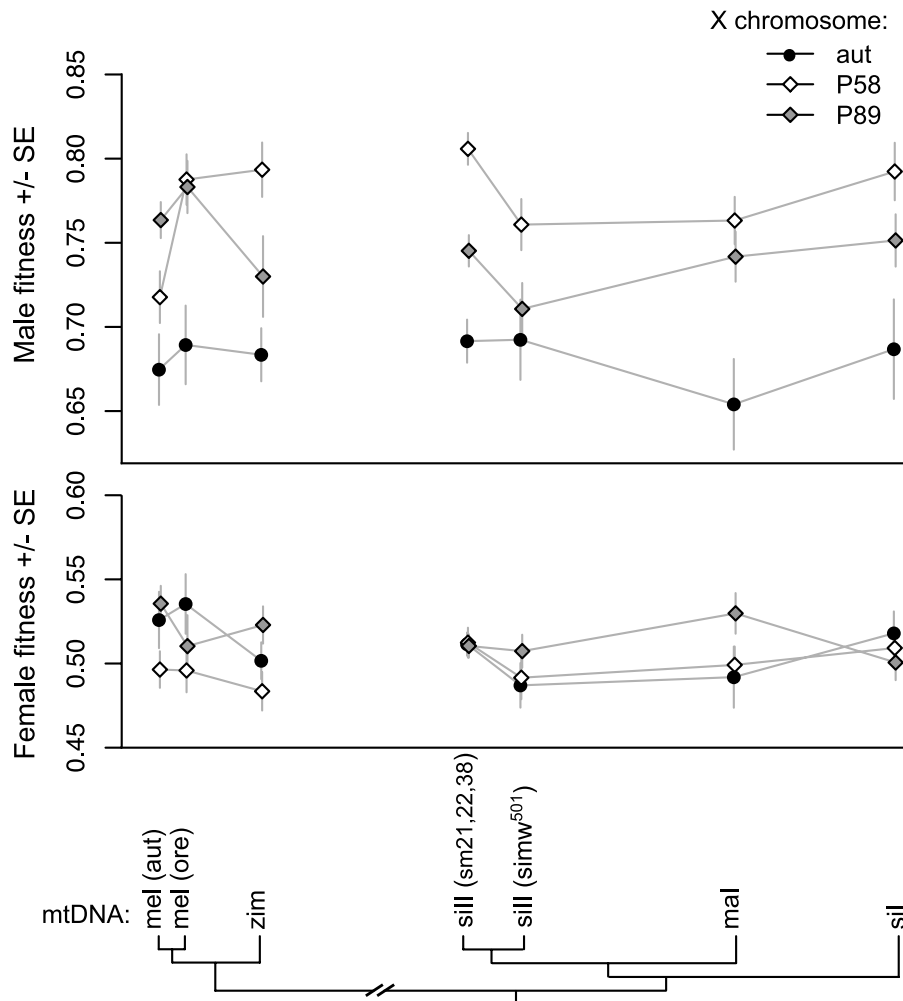 X chromosome:
aut
P58
P89
Male fitness +/- SE
0.85
0.80
0.75
0.70
0.65
Female fitness +/- SE
0.60
0.55
0.50
0.45
mtDNA:
mel (aut)
mel (ore)
zim
siII (sm21,22,38)
siII (simw501)
maI
siI